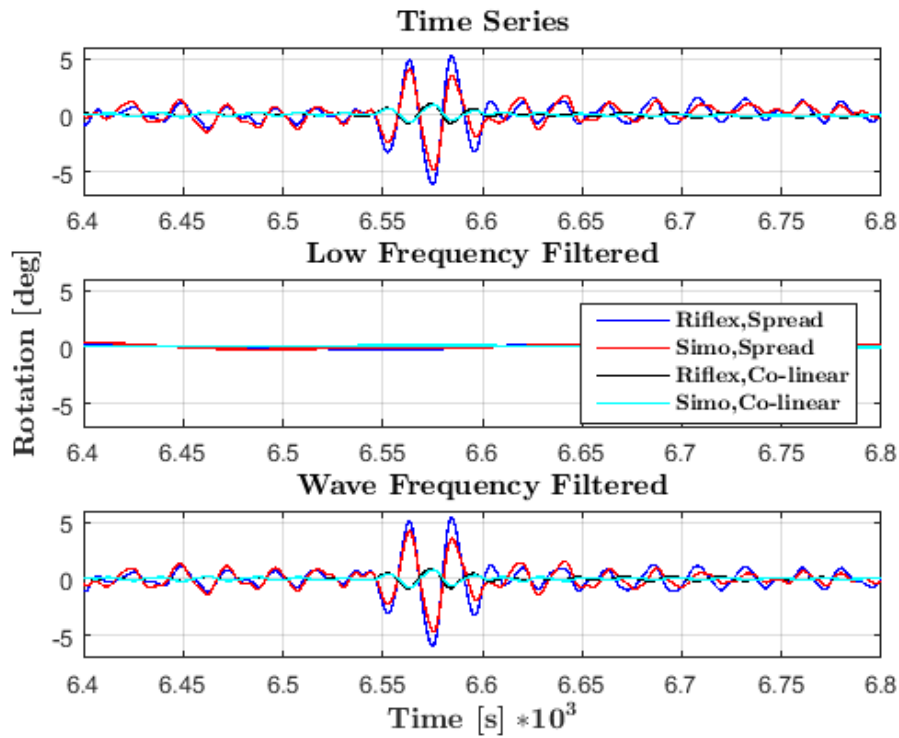 Time Series
5
0
-5
6.4 6.45 6.5 6.55 6.6 6.65 6.7 6.75 6.8
Low Frequency Filtered
Rotation [deg]
5
0
-5
Riflex,Spread
Simo,Spread
Riflex,Co-linear
Simo,Co-linear
6.4 6.45 6.5 6.55 6.6 6.65 6.7 6.75 6.8
Wave Frequency Filtered
5
0
-5
6.4 6.45 6.5 6.55 6.6 6.65 6.7 6.75 6.8
Time [s] *10³